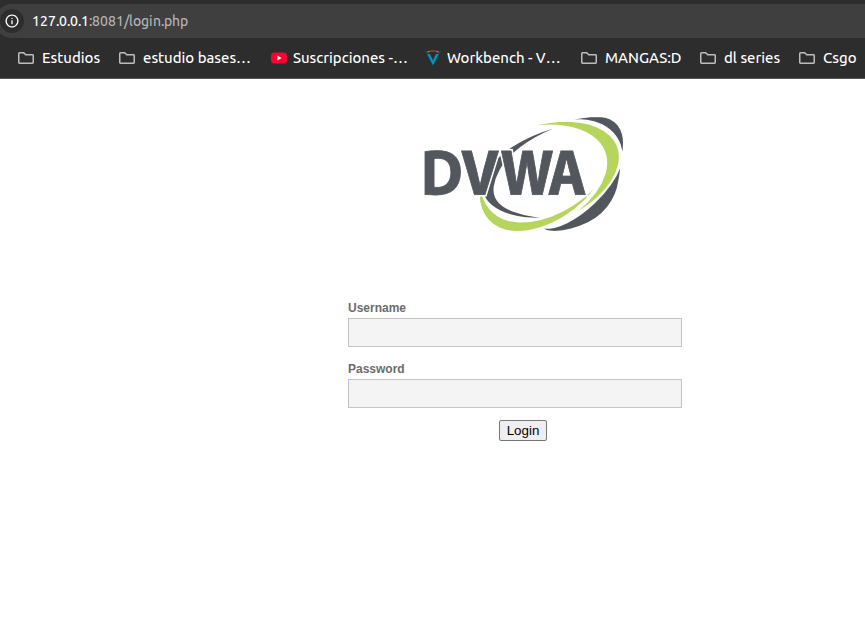 127.0.0.1:8081/login.php
Estudios estudio bases... Suscripciones -... Workbench - V... MANGAS:D dl series Csgo
DVWA
Username
Password
Login